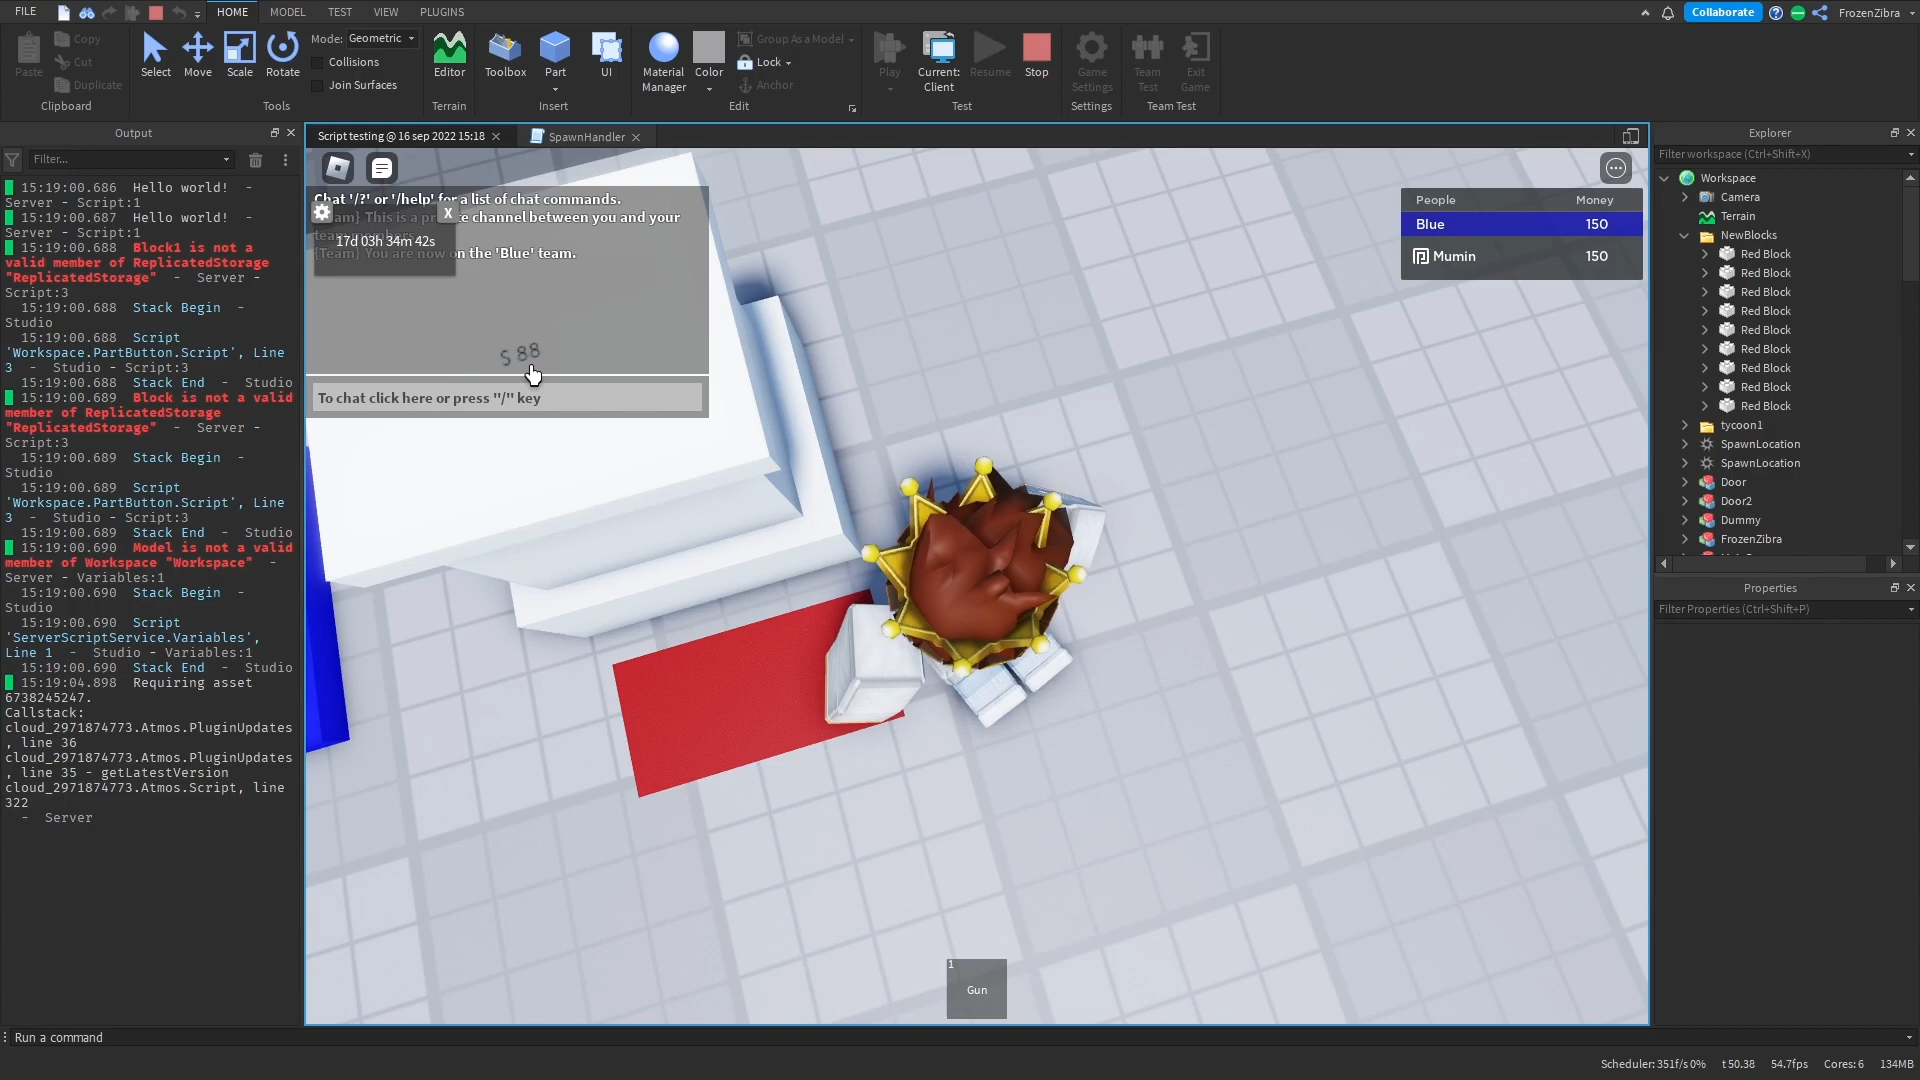 FILE
HOME
MODEL
TEST
VIEW
PLUGINS
Collaborate
FrozenZibra
Paste
Copy
Cut
Duplicate
Clipboard
Select
Move
Scale
Rotate
Mode:
Geometric
Collisions
Join Surfaces
Tools
Editor
Terrain
Toolbox
Part
UI
Insert
Material
Manager
Color
Group As a Model
Lock
Anchor
Edit
Play
Current:
Client
Resume
Stop
Test
Game
Settings
Settings
Team
Test
Exit
Game
Team Test
Output
Filter...
15:19:00.686 Hello world! -
Server - Script:1
15:19:00.687 Hello world! -
Server - Script:1
15:19:00.688 Block1 is not a
valid member of ReplicatedStorage
"ReplicatedStorage" - Server -
Script:3
15:19:00.688 Stack Begin -
Studio
15:19:00.688 Script
'Workspace.PartButton.Script', Line
3 - Studio - Script:3
15:19:00.688 Stack End - Studio
15:19:00.689 Block is not a valid
member of ReplicatedStorage
"ReplicatedStorage" - Server -
Script:3
15:19:00.689 Stack Begin -
Studio
15:19:00.689 Script
'Workspace.PartButton.Script', Line
3 - Studio - Script:3
15:19:00.689 Stack End - Studio
15:19:00.690 Model is not a valid
member of Workspace "Workspace" -
Server - Variables:1
15:19:00.690 Stack Begin -
Studio
15:19:00.690 Script
'ServerScriptService.Variables',
Line 1 - Studio - Variables:1
15:19:00.690 Stack End - Studio
15:19:04.898 Requiring asset
6738245247.
Callstack:
cloud_2971874773.Atmos.PluginUpdates
, line 36
cloud_2971874773.Atmos.PluginUpdates
, line 35 - getLatestVersion
cloud_2971874773.Atmos.Script, line
322
- Server
Script testing @ 16 sep 2022 15:18
SpawnHandler
Chat '/?' or '/help' for a list of chat commands.
This is a channel between you and your
team
17d 03h 34m 42s
X
{Team} You are now on the 'Blue' team.
$ 88
To chat click here or press "/" key
People Money
Blue 150
Mumin 150
1
Gun
Explorer
Filter workspace (Ctrl+Shift+X)
Workspace
Camera
Terrain
NewBlocks
Red Block
Red Block
Red Block
Red Block
Red Block
Red Block
Red Block
Red Block
Red Block
tycoon1
SpawnLocation
SpawnLocation
Door
Door2
Dummy
FrozenZibra
Properties
Filter Properties (Ctrl+Shift+P)
Run a command
Scheduler: 351f/s 0% t 50.38 54.7fps Cores: 6 134MB